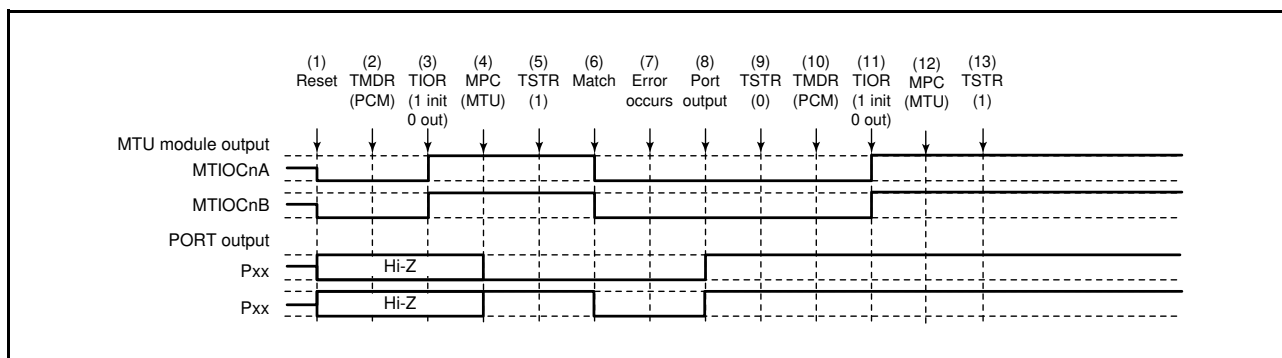 (1) (2) (3) (4) (5) (6) (7) (8) (9) (10) (11) (12) (13)
Reset TMDR TIOR MPC TSTR Match Error Port TSTR TMDR TIOR MPC TSTR
(PCM) (1 init (MTU) (1) occurs output (0) (PCM) (1 init (MTU) (1)
0 out) 0 out)
MTU module output
MTIOCnA
MTIOCnB
PORT output
Pxx Hi-Z
Pxx Hi-Z